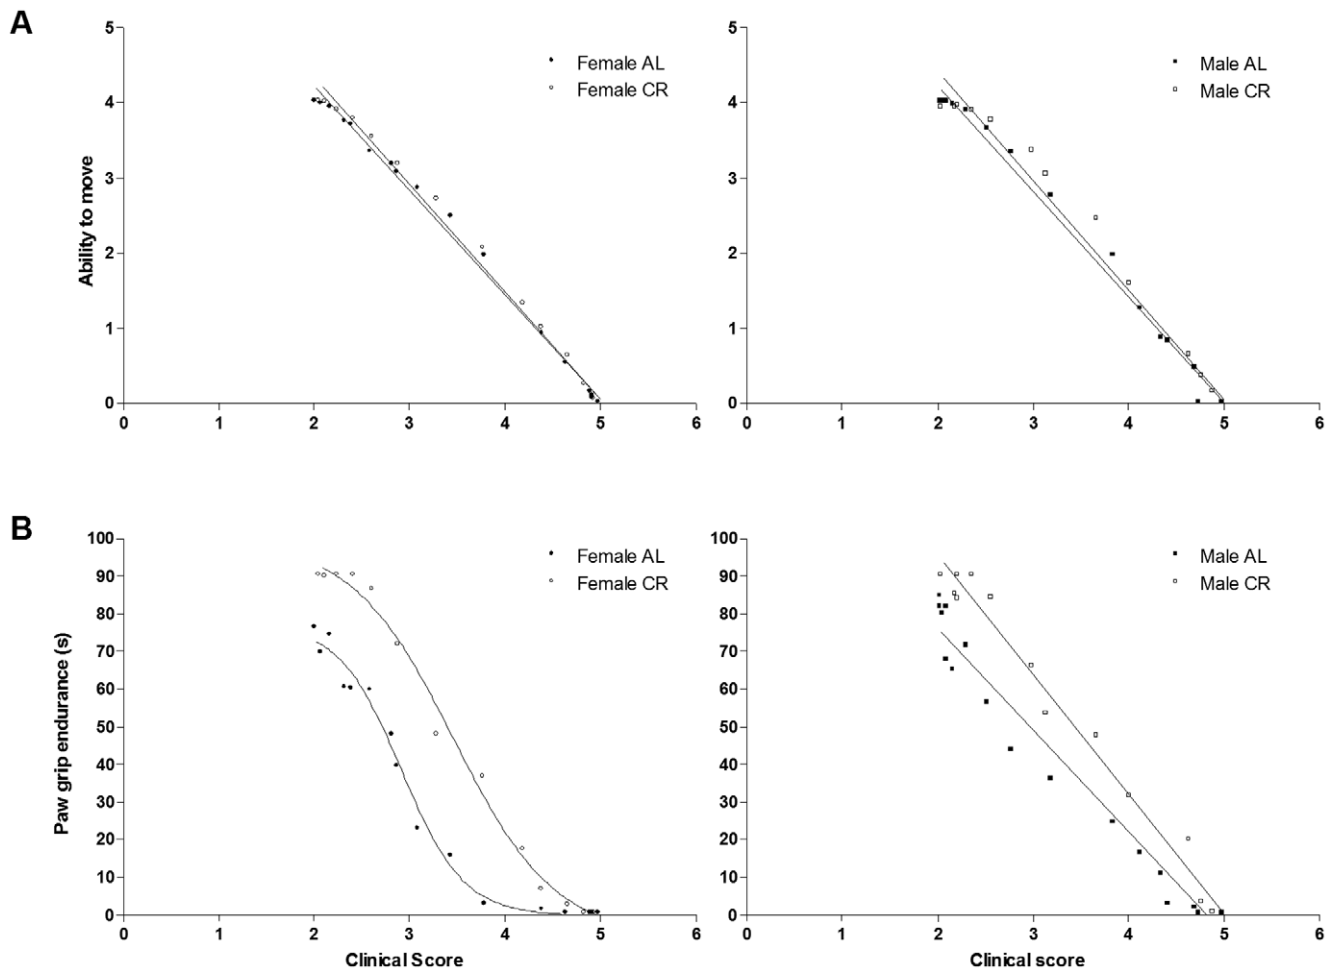 A
Ability to move
5
4
3
2
1
0
0 1 2 3 4 5 6
Female AL
Female CR
5
4
3
2
1
0
0 1 2 3 4 5 6
Male AL
Male CR
B
Paw grip endurance (s)
100
90
80
70
60
50
40
30
20
10
0
0 1 2 3 4 5 6
Clinical Score
Female AL
Female CR
100
90
80
70
60
50
40
30
20
10
0
0 1 2 3 4 5 6
Clinical score
Male AL
Male CR